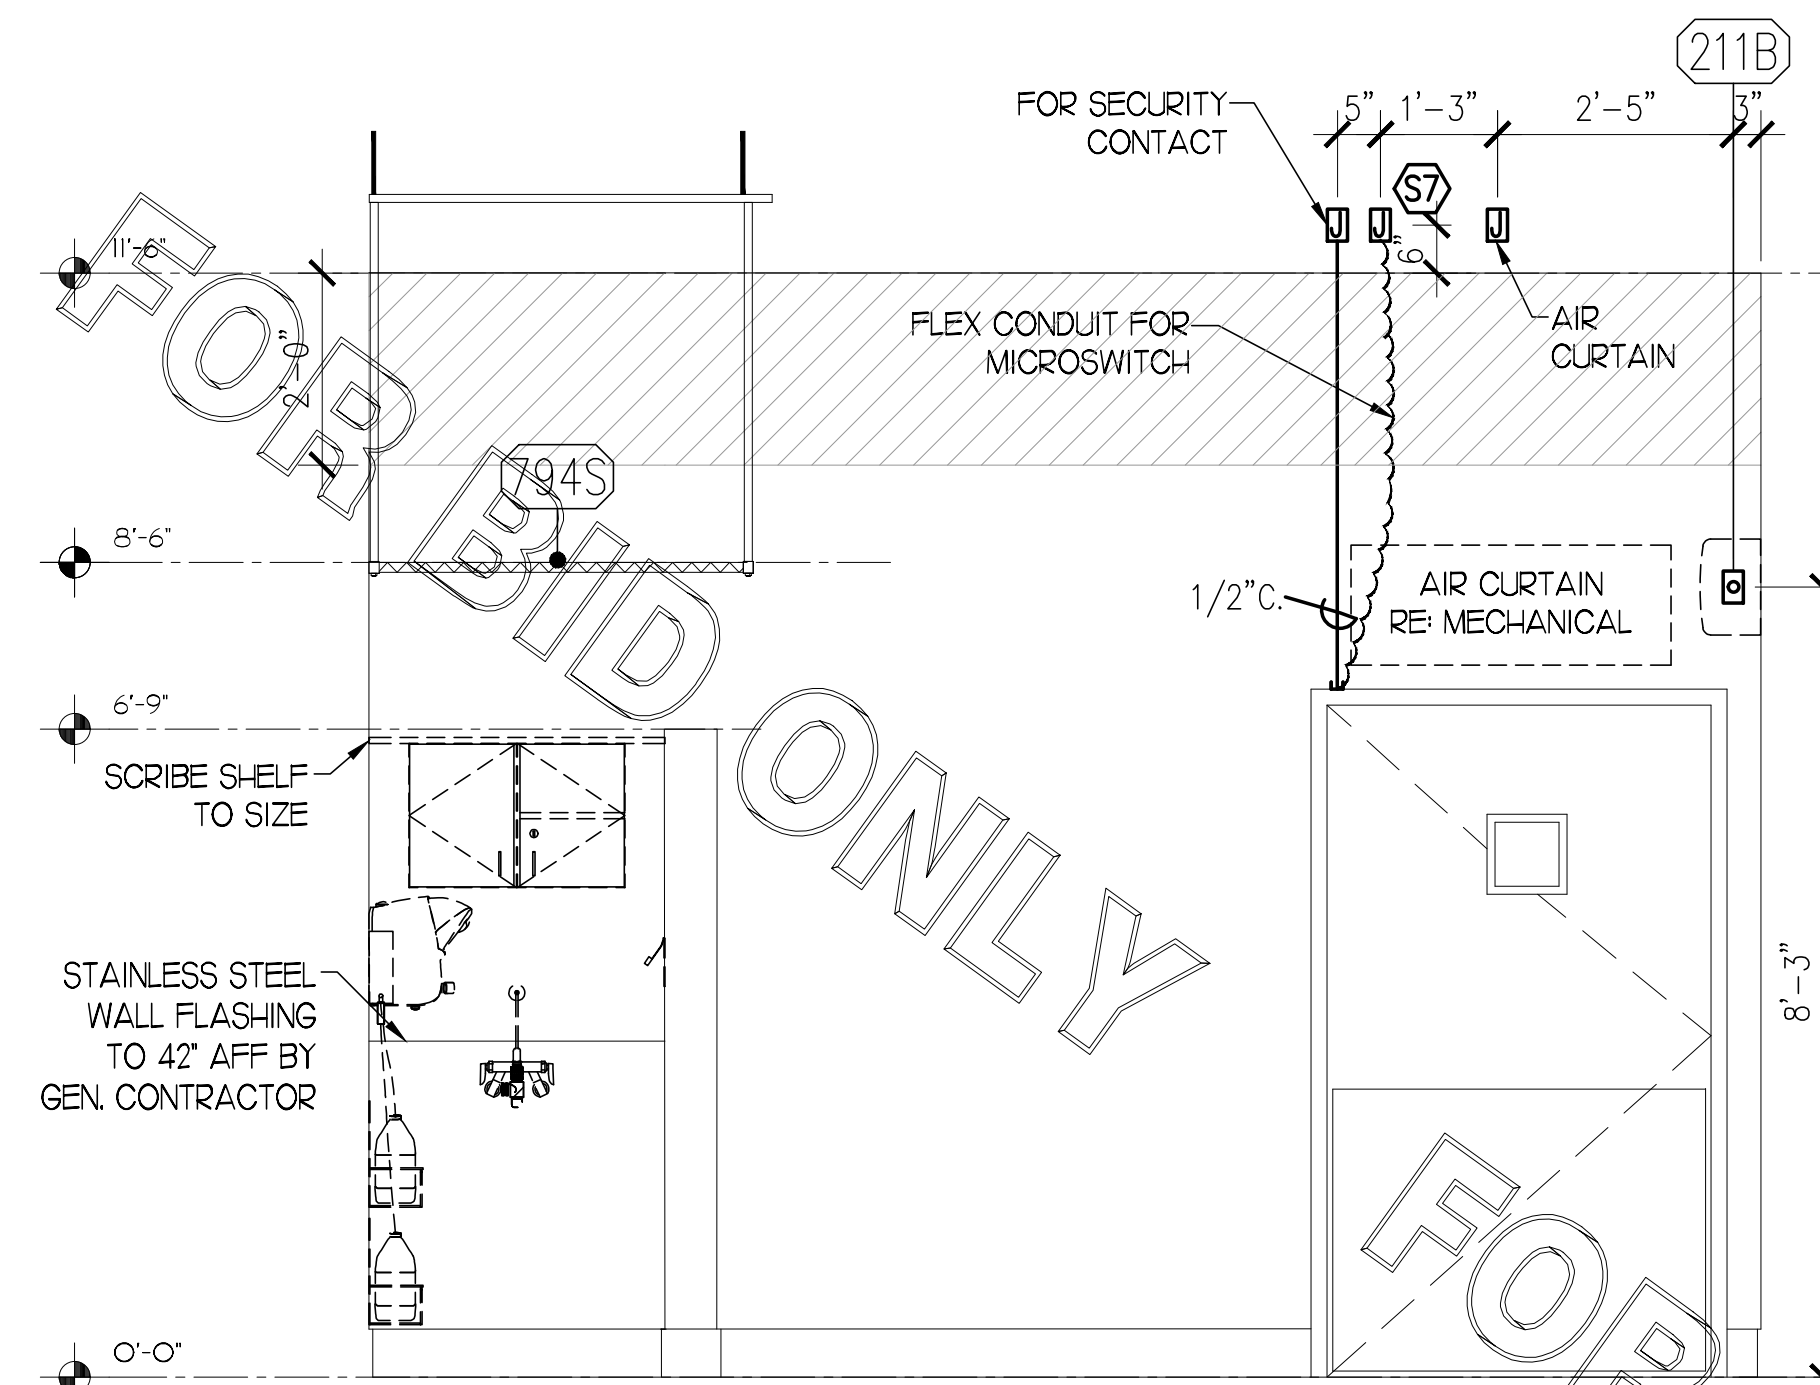 211B
FOR SECURITY
CONTACT
5"
1'-3"
2'-5"
3"
S7
J
J
J
6"
11'-6"
2'-0"
FLEX CONDUIT FOR
MICROSWITCH
AIR
CURTAIN
794S
8'-6"
1/2"C.
AIR CURTAIN
RE: MECHANICAL
6'-9"
SCRIBE SHELF
TO SIZE
STAINLESS STEEL
WALL FLASHING
TO 42" AFF BY
GEN. CONTRACTOR
8'-3"
0'-0"
FOR BID ONLY
FOR